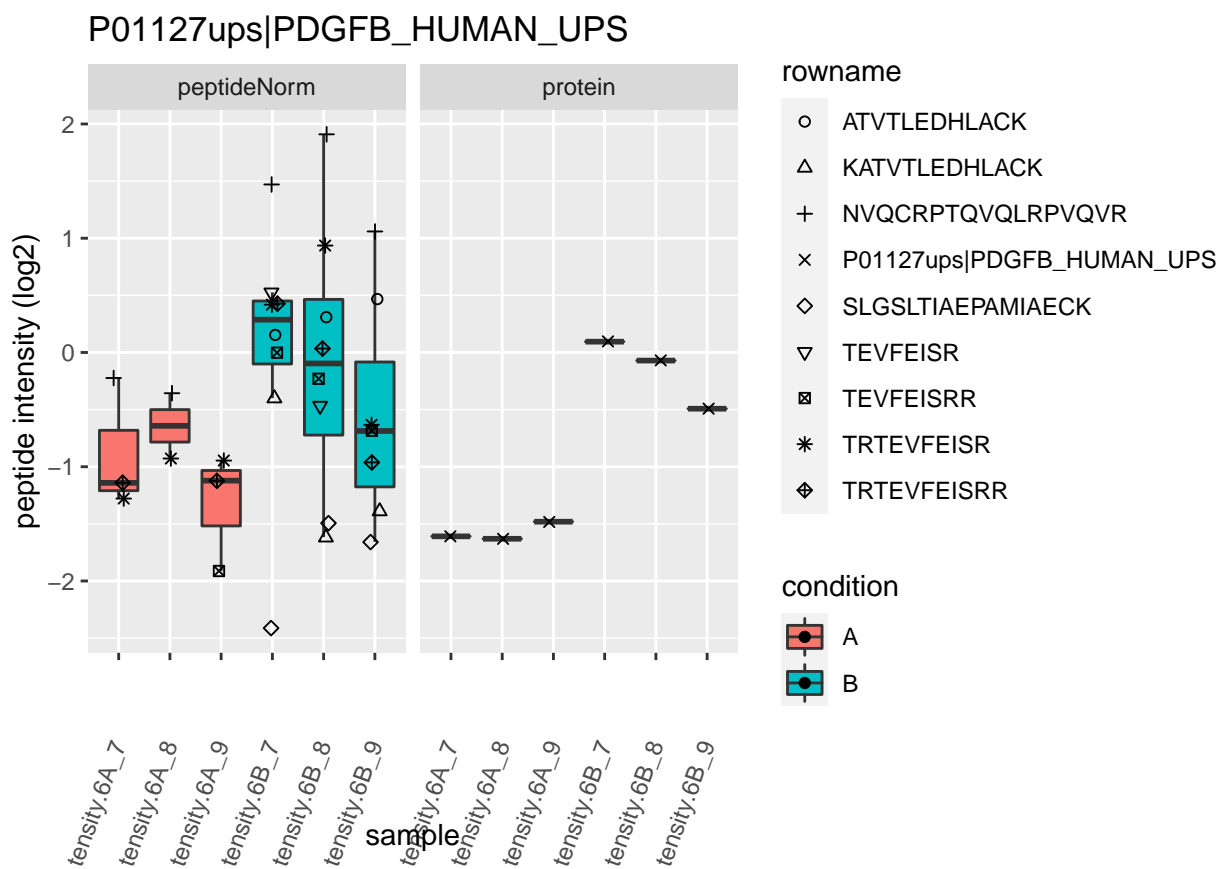 P01127ups|PDGFB_HUMAN_UPS
peptideNorm
protein
peptide intensity (log2)
2
1
0
−1
−2
tensity.6A_7
tensity.6A_8
tensity.6A_9
tensity.6B_7
tensity.6B_8
tensity.6B_9
tensity.6A_7
tensity.6A_8
tensity.6A_9
tensity.6B_7
tensity.6B_8
tensity.6B_9
sample
rowname
ATVTLEDHLACK
KATVTLEDHLACK
NVQCRPTQVQLRPVQVR
P01127ups|PDGFB_HUMAN_UPS
SLGSLTIAEPAMIAECK
TEVFEISR
TEVFEISRR
TRTEVFEISR
TRTEVFEISRR
condition
A
B